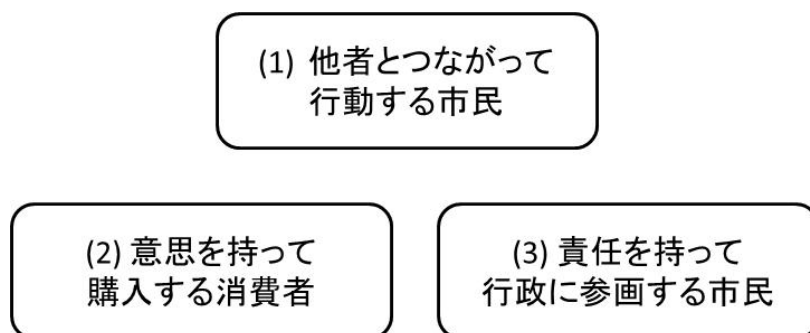 (1) 他者とつながって
行動する市民
(2) 意思を持って
購入する消費者
(3) 責任を持って
行政に参画する市民